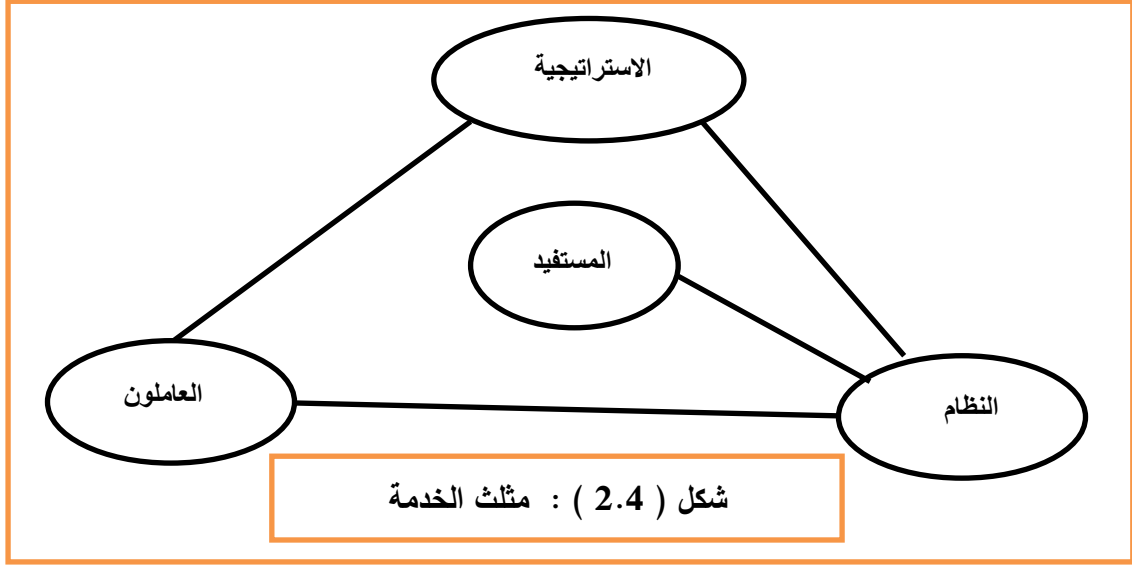 الاستراتيجية
المستفيد
العاملون
النظام
شكل ( 2.4 ) : مثلث الخدمة